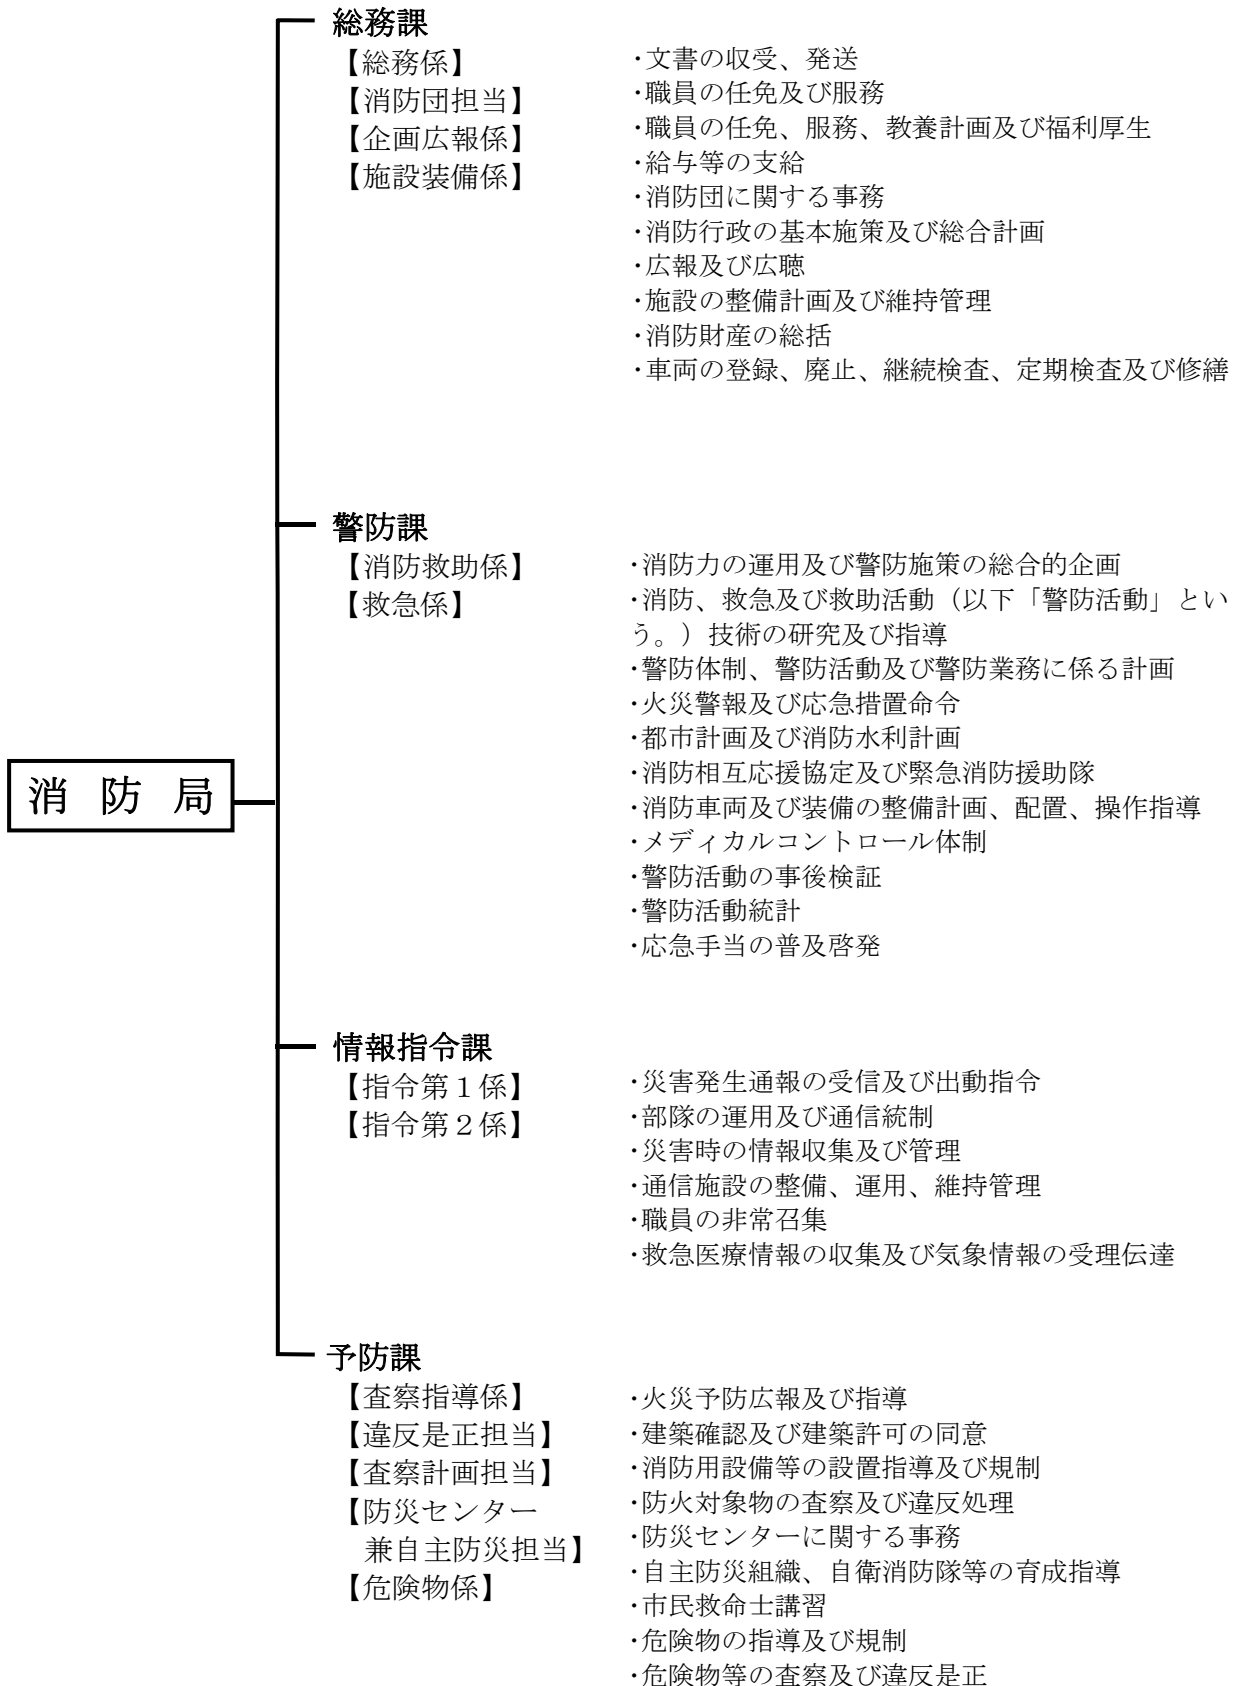 総務課
【総務係】
【消防団担当】
【企画広報係】
【施設装備係】
・文書の収受、発送
・職員の任免及び服務
・職員の任免、服務、教養計画及び福利厚生
・給与等の支給
・消防団に関する事務
・消防行政の基本施策及び総合計画
・広報及び広聴
・施設の整備計画及び維持管理
・消防財産の総括
・車両の登録、廃止、継続検査、定期検査及び修繕
警防課
【消防救助係】
【救急係】
・消防力の運用及び警防施策の総合的企画
・消防、救急及び救助活動（以下「警防活動」とい
う。）技術の研究及び指導
・警防体制、警防活動及び警防業務に係る計画
・火災警報及び応急措置命令
・都市計画及び消防水利計画
・消防相互応援協定及び緊急消防援助隊
・消防車両及び装備の整備計画、配置、操作指導
・メディカルコントロール体制
・警防活動の事後検証
・警防活動統計
・応急手当の普及啓発
消 防 局
情報指令課
【指令第１係】
【指令第２係】
・災害発生通報の受信及び出動指令
・部隊の運用及び通信統制
・災害時の情報収集及び管理
・通信施設の整備、運用、維持管理
・職員の非常召集
・救急医療情報の収集及び気象情報の受理伝達
予防課
【査察指導係】
【違反是正担当】
【査察計画担当】
【防災センター
兼自主防災担当】
【危険物係】
・火災予防広報及び指導
・建築確認及び建築許可の同意
・消防用設備等の設置指導及び規制
・防火対象物の査察及び違反処理
・防災センターに関する事務
・自主防災組織、自衛消防隊等の育成指導
・市民救命士講習
・危険物の指導及び規制
・危険物等の査察及び違反是正